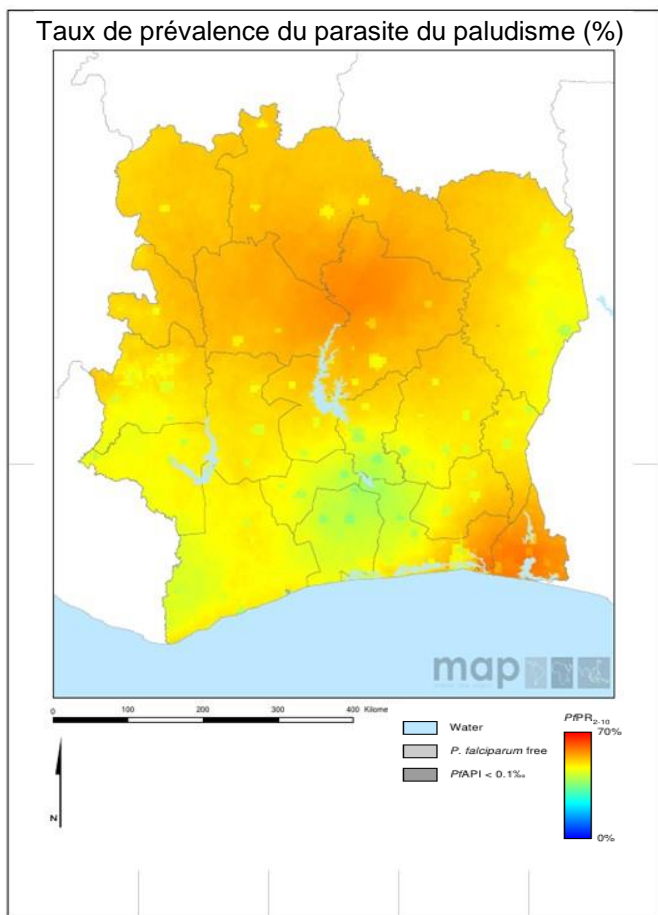 Taux de prévalence du parasite du paludisme (%)
map
0 100 200 300 400 Kilome
Water
P. falciparum free
PfAPI < 0.1‰
PfPR2-10
70%
0%
N